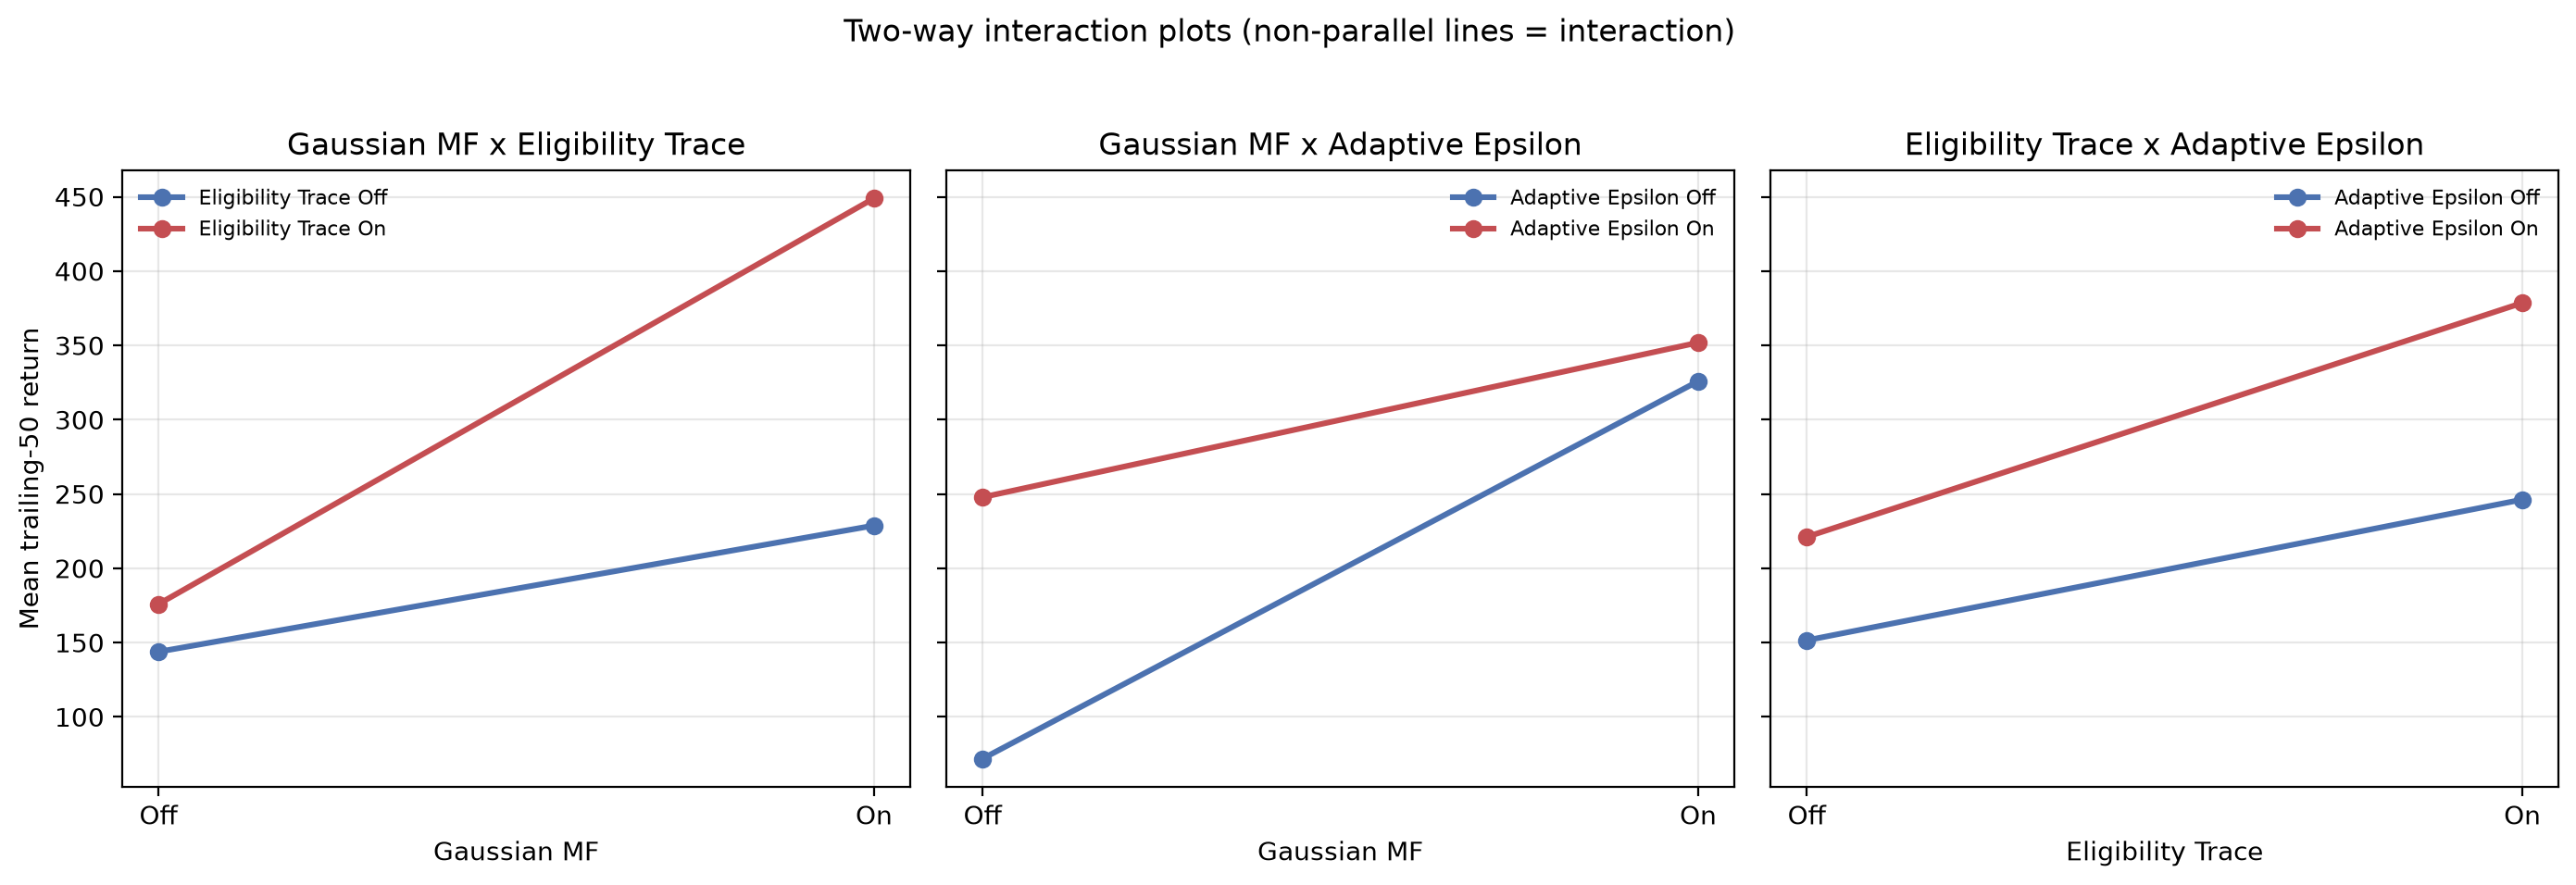 Two-way interaction plots (non-parallel lines = interaction)
Gaussian MF x Eligibility Trace
Eligibility Trace Off
Eligibility Trace On
Mean trailing-50 return
450
400
350
300
250
200
150
100
Off
On
Gaussian MF
Gaussian MF x Adaptive Epsilon
Adaptive Epsilon Off
Adaptive Epsilon On
Off
On
Gaussian MF
Eligibility Trace x Adaptive Epsilon
Adaptive Epsilon Off
Adaptive Epsilon On
Off
On
Eligibility Trace